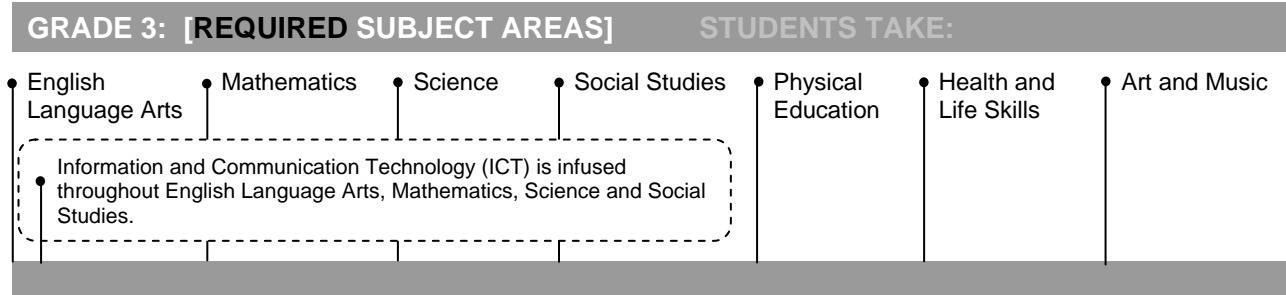 GRADE 3: [REQUIRED SUBJECT AREAS] STUDENTS TAKE:
English
Language Arts
Mathematics
Science
Social Studies
Physical
Education
Health and
Life Skills
Art and Music
Information and Communication Technology (ICT) is infused
throughout English Language Arts, Mathematics, Science and Social
Studies.